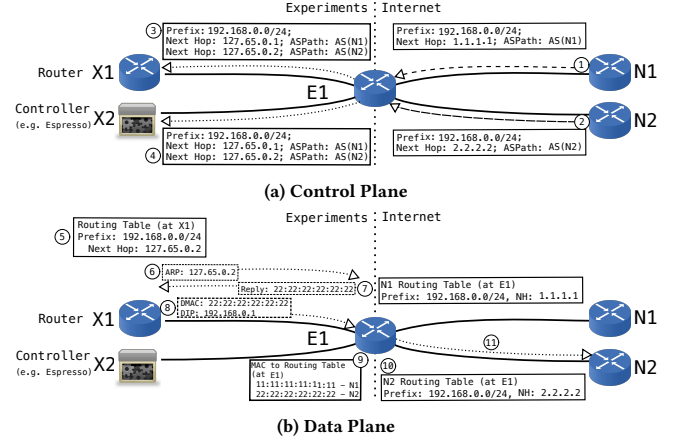 Experiments
Internet
3
Prefix: 192.168.0.0/24;
Next Hop: 127.65.0.1; ASPath: AS(N1)
Next Hop: 127.65.0.2; ASPath: AS(N2)
Prefix:192.168.0.0/24;
Next Hop: 1.1.1.1; ASPath: AS(N1)
Router X1
1
N1
E1
Controller
(e.g. Espresso)
X2
2
N2
4
Prefix:192.168.0.0/24;
Next Hop: 127.65.0.1; ASPath: AS(N1)
Next Hop: 127.65.0.2; ASPath: AS(N2)
Prefix:192.168.0.0/24;
Next Hop: 2.2.2.2; ASPath: AS(N2)
(a) Control Plane
Experiments
Internet
5
Routing Table (at X1)
Prefix: 192.168.0.0/24
Next Hop: 127.65.0.2
6
ARP: 127.65.0.2
Reply: 22:22:22:22:22:22
7
N1 Routing Table (at E1)
Prefix: 192.168.0.0/24, NH: 1.1.1.1
8
DMAC: 22:22:22:22:22:22
DIP: 192.168.0.1
Router X1
N1
E1
11
Controller
(e.g. Espresso)
X2
N2
9
MAC to Routing Table
(at E1)
11:11:11:11:11:11 – N1
22:22:22:22:22:22 – N2
10
N2 Routing Table (at E1)
Prefix: 192.168.0.0/24, NH: 2.2.2.2
(b) Data Plane